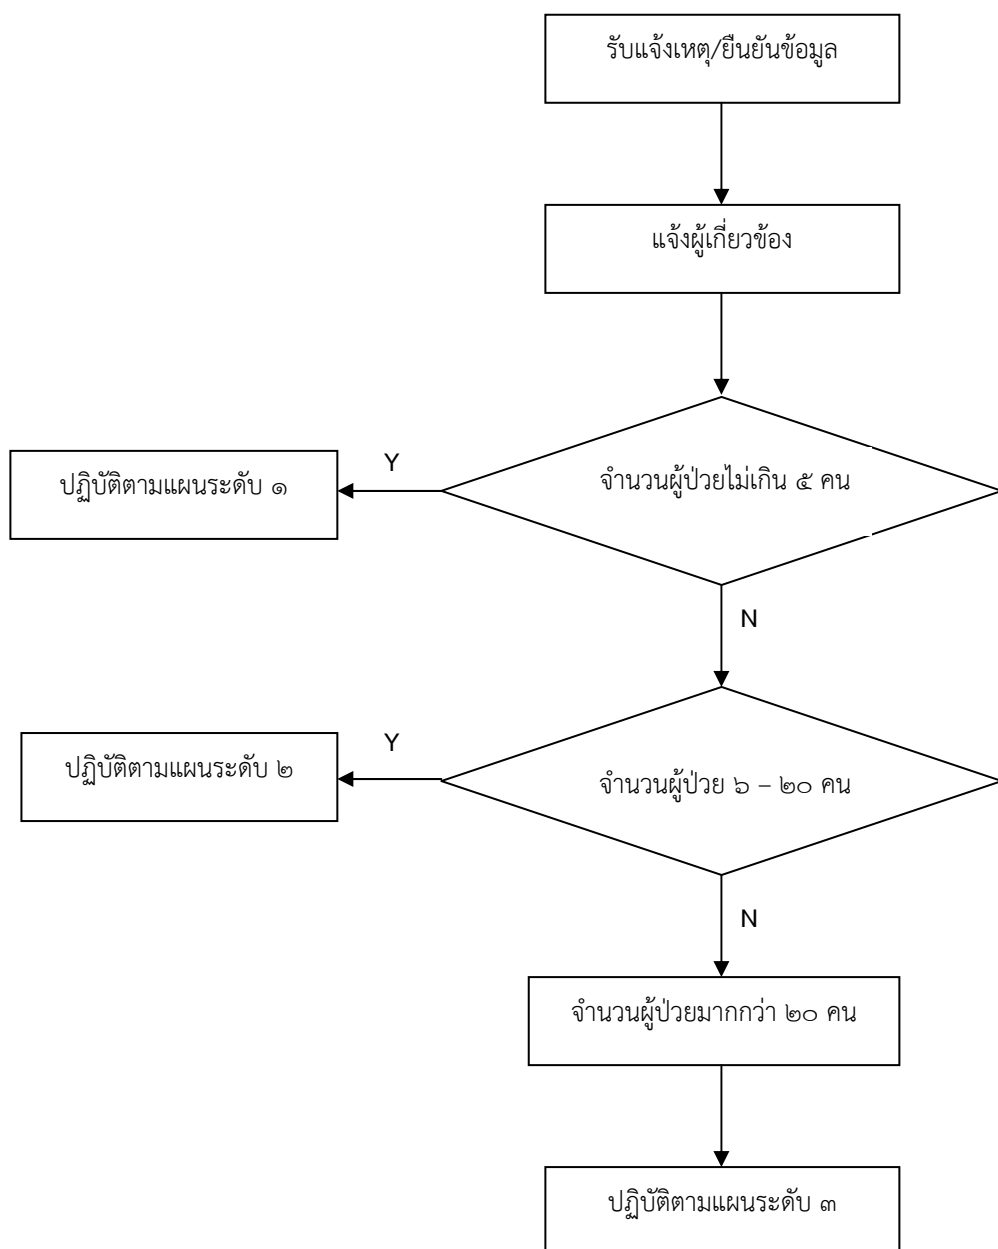 รับแจ้งเหตุ/ยืนยันข้อมูล
แจ้งผู้เกี่ยวข้อง
จำนวนผู้ป่วยไม่เกิน ๕ คน
Y
ปฏิบัติตามแผนระดับ ๑
N
จำนวนผู้ป่วย ๖ – ๒๐ คน
Y
ปฏิบัติตามแผนระดับ ๒
N
จำนวนผู้ป่วยมากกว่า ๒๐ คน
ปฏิบัติตามแผนระดับ ๓